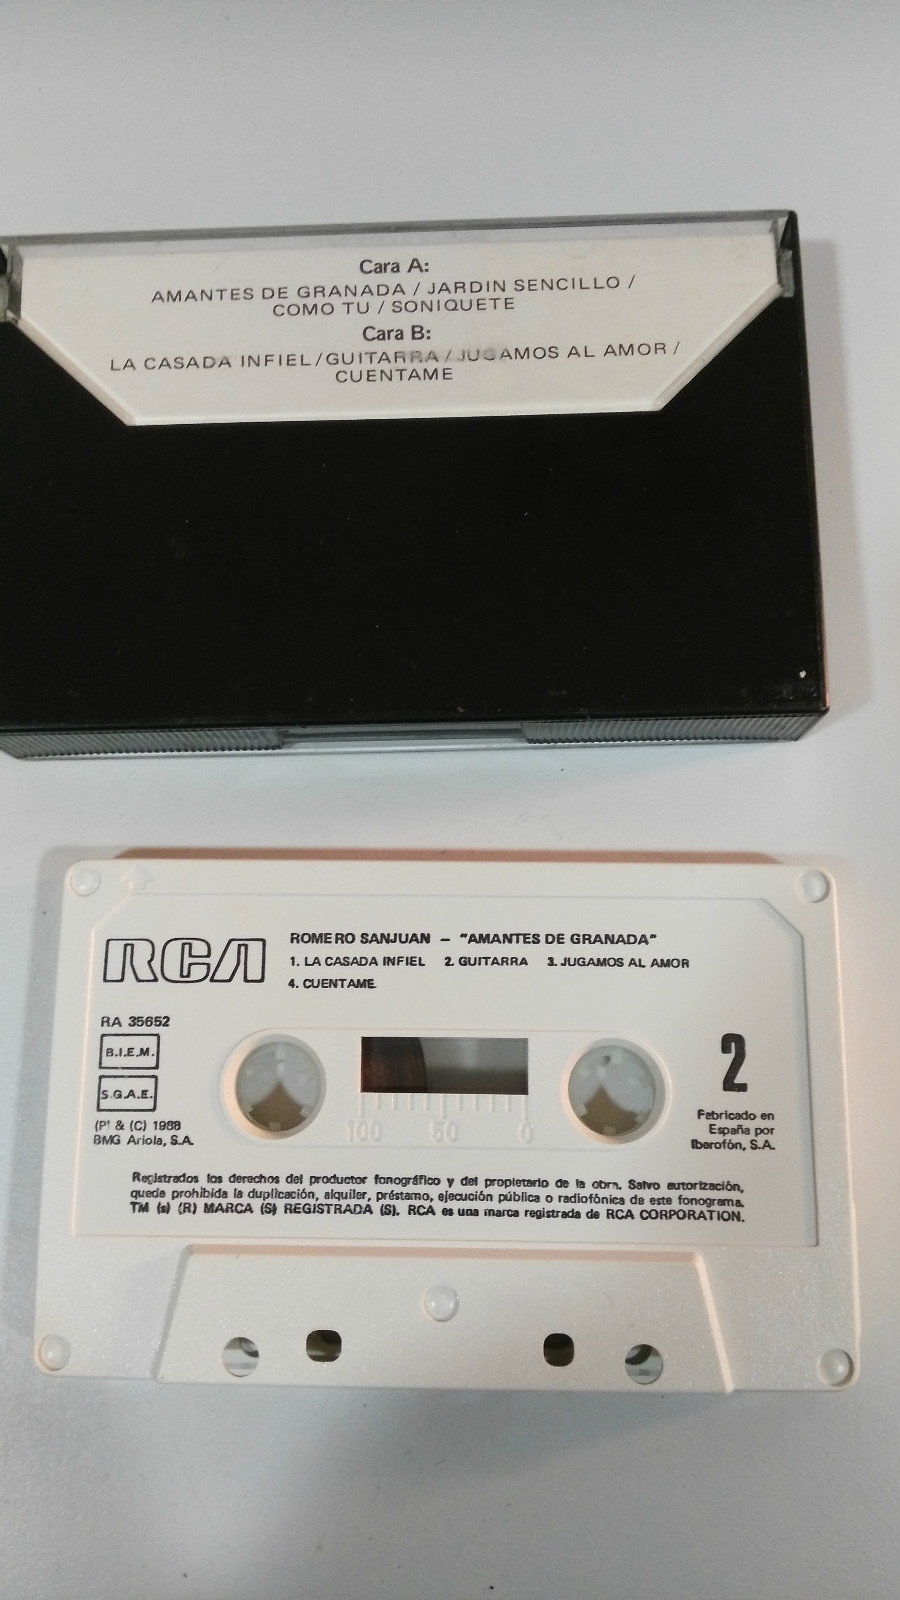 Cara A:
AMANTES DE GRANADA / JARDIN SENCILLO /
COMO TU / SONIQUETE
Cara B:
LA CASADA INFIEL/GUITARRA / JUGAMOS AL AMOR /
CUENTAME
RCA
ROMERO SANJUAN – "AMANTES DE GRANADA"
1. LA CASADA INFIEL 2. GUITARRA 3. JUGAMOS AL AMOR
4. CUENTAME
RA 35652
B.I.E.M.
S.G.A.E.
(P) & (C) 1988
BMG Ariola, S.A.
100 50 0
2
Fabricado en
España por
Iberofón, S.A.
Registrados los derechos del productor fonográfico y del propietario de la obra. Salvo autorización,
queda prohibida la duplicación, alquiler, préstamo, ejecución pública o radiofónica de este fonograma.
TM (s) (R) MARCA (S) REGISTRADA (S). RCA es una marca registrada de RCA CORPORATION.